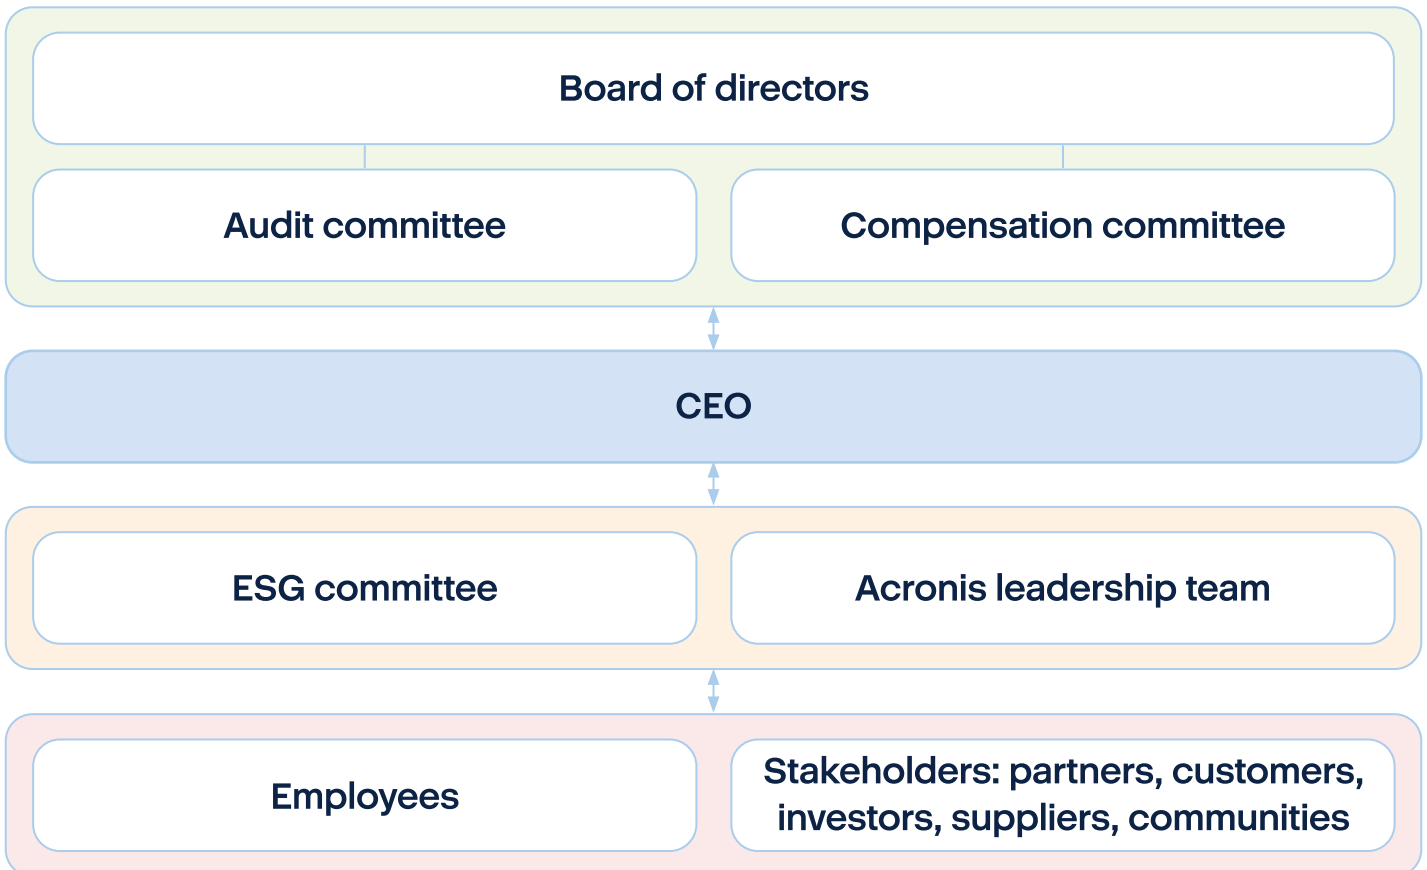 Board of directors
Audit committee
Compensation committee
CEO
ESG committee
Acronis leadership team
Employees
Stakeholders: partners, customers,
investors, suppliers, communities